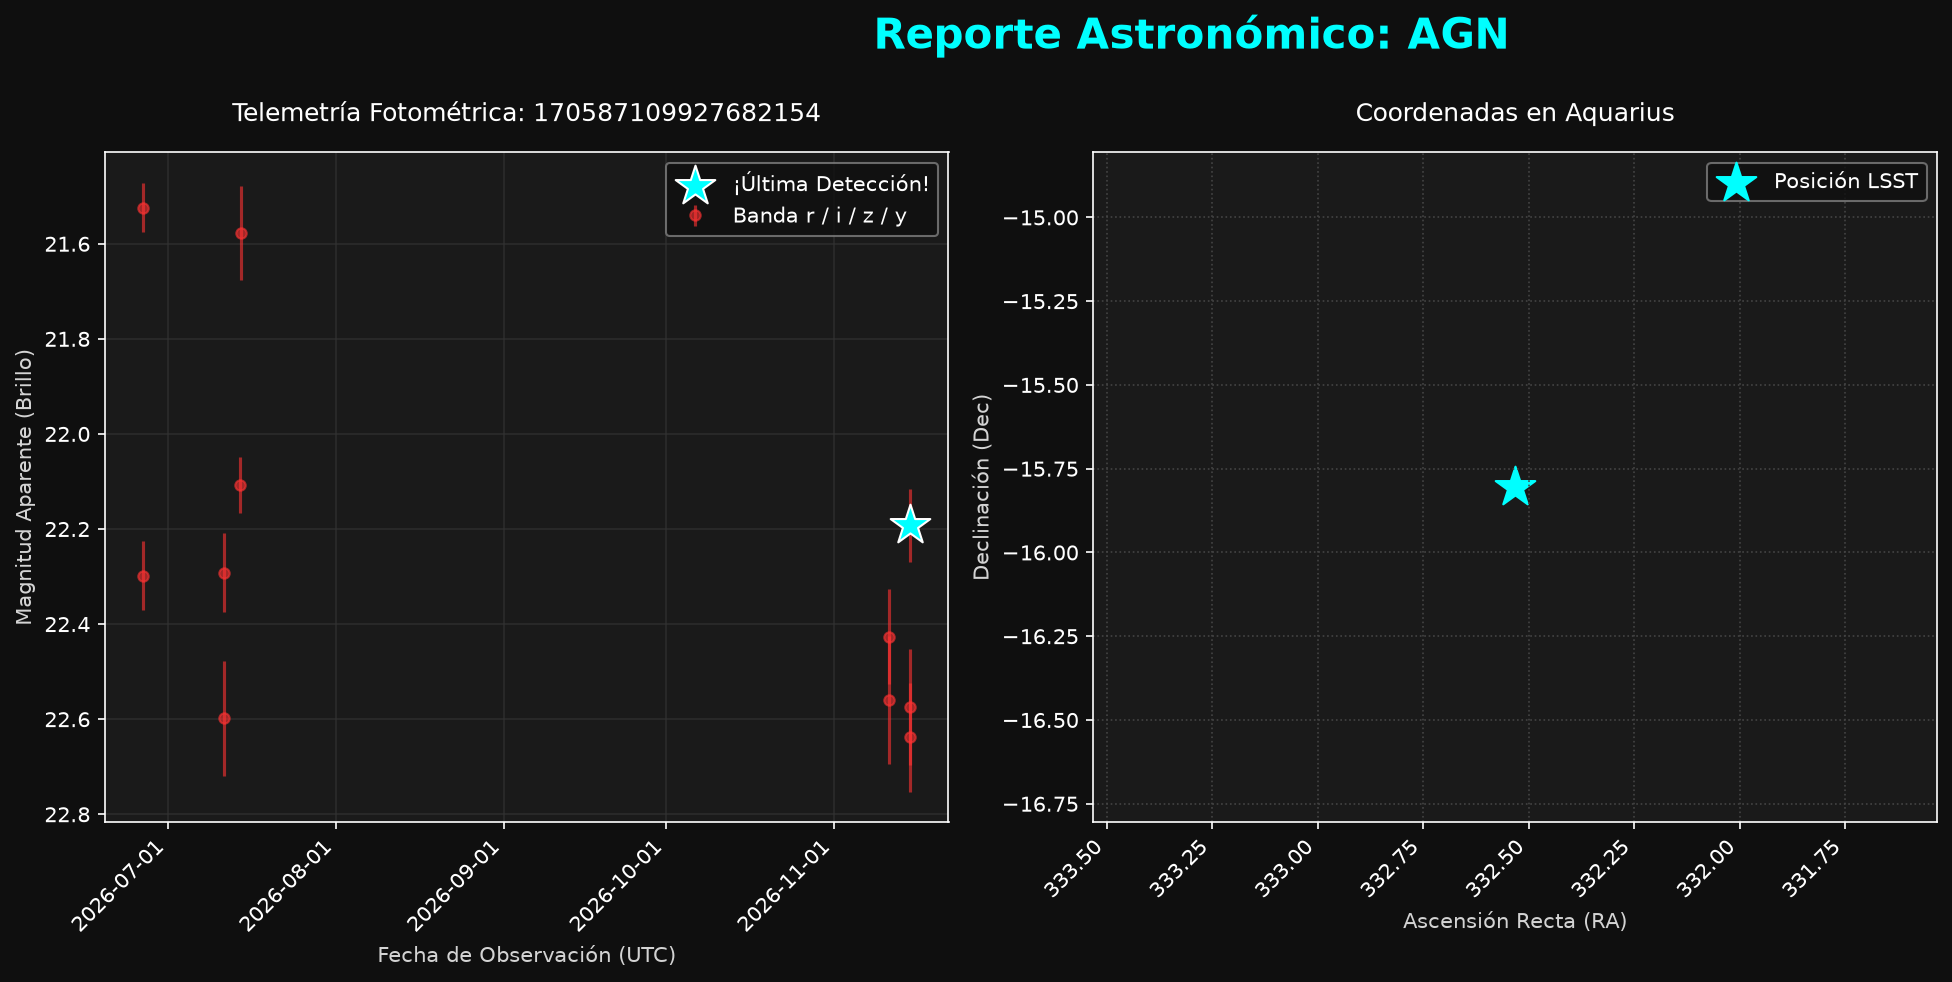 Reporte Astronómico: AGN
Telemetría Fotométrica: 170587109927682154
¡Última Detección!
Banda r / i / z / y
Magnitud Aparente (Brillo)
21.6
21.8
22.0
22.2
22.4
22.6
22.8
2026-07-01
2026-08-01
2026-09-01
2026-10-01
2026-11-01
Fecha de Observación (UTC)
Coordenadas en Aquarius
Posición LSST
Declinación (Dec)
−15.00
−15.25
−15.50
−15.75
−16.00
−16.25
−16.50
−16.75
333.50
333.25
333.00
332.75
332.50
332.25
332.00
331.75
Ascensión Recta (RA)